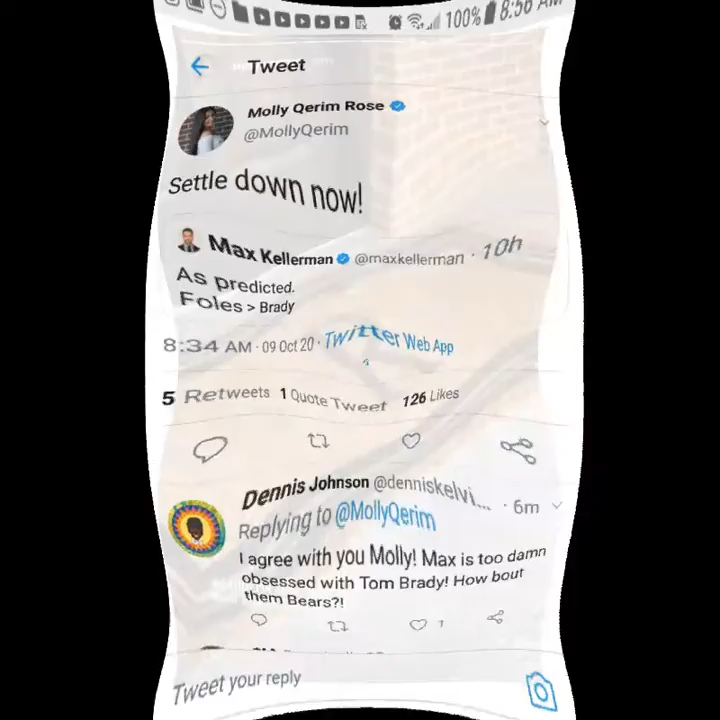 100% 8:56 AM
Tweet
Molly Qerim Rose
@MollyQerim
Settle down now!
Max Kellerman @maxkellerman · 10h
As predicted.
Foles > Brady
8:34 AM · 09 Oct 20 · Twitter Web App
5 Retweets 1 Quote Tweet 126 Likes
Dennis Johnson @denniskelvi... · 6m
Replying to @MollyQerim
I agree with you Molly! Max is too damn
obsessed with Tom Brady! How bout
them Bears?!
1
Tweet your reply